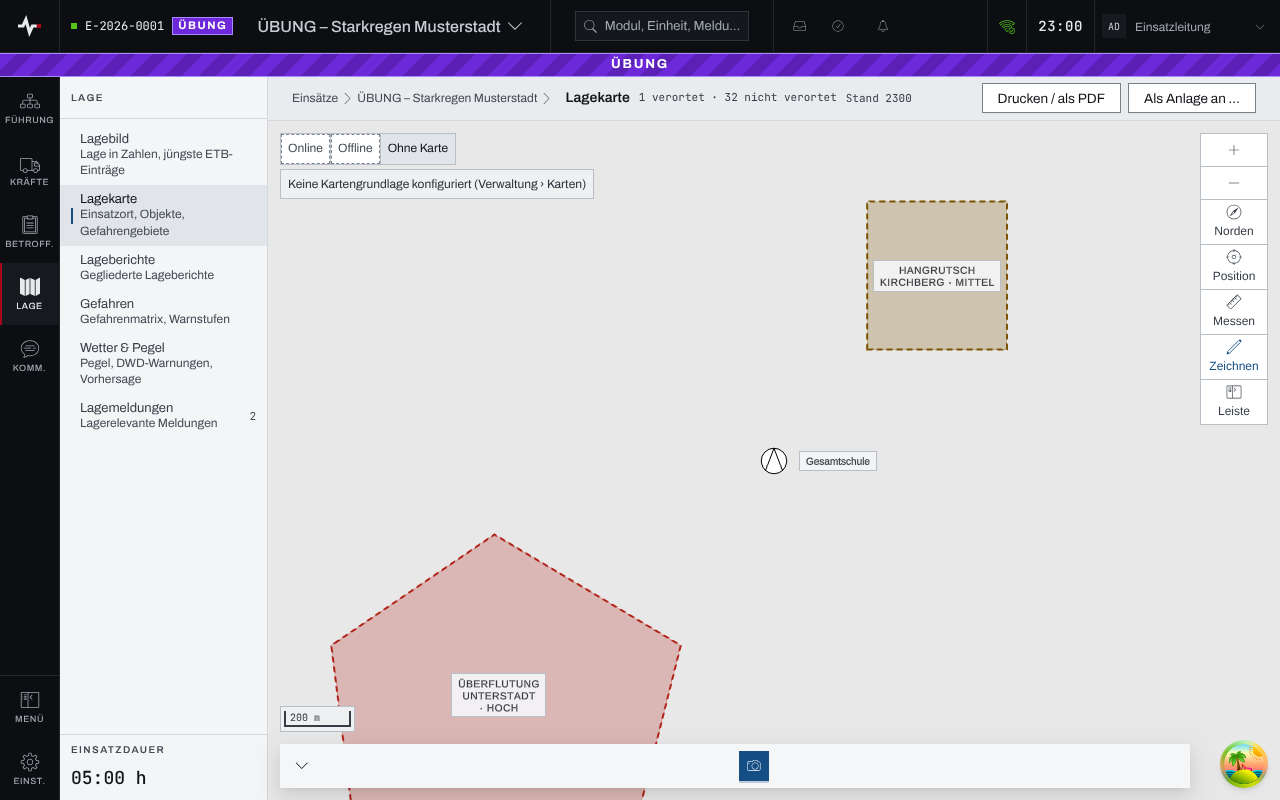 E-2026-0001 ÜBUNG ÜBUNG – Starkregen Musterstadt
Modul, Einheit, Meldu...
23:00
AD Einsatzleitung
ÜBUNG
FÜHRUNG
KRÄFTE
BETROFF.
LAGE
KOMM.
MENÜ
EINST.
LAGE
Lagebild
Lage in Zahlen, jüngste ETB-
Einträge
Lagekarte
Einsatzort, Objekte,
Gefahrengebiete
Lageberichte
Gegliederte Lageberichte
Gefahren
Gefahrenmatrix, Warnstufen
Wetter & Pegel
Pegel, DWD-Warnungen,
Vorhersage
Lagemeldungen
Lagerelevante Meldungen 2
EINSATZDAUER
05:00 h
Einsätze ÜBUNG – Starkregen Musterstadt Lagekarte 1 verortet · 32 nicht verortet Stand 2300
Drucken / als PDF
Als Anlage an ...
Online Offline Ohne Karte
Keine Kartengrundlage konfiguriert (Verwaltung › Karten)
HANGRUTSCH
KIRCHBERG · MITTEL
Gesamtschule
ÜBERFLUTUNG
UNTERSTADT
· HOCH
200 m
Norden
Position
Messen
Zeichnen
Leiste